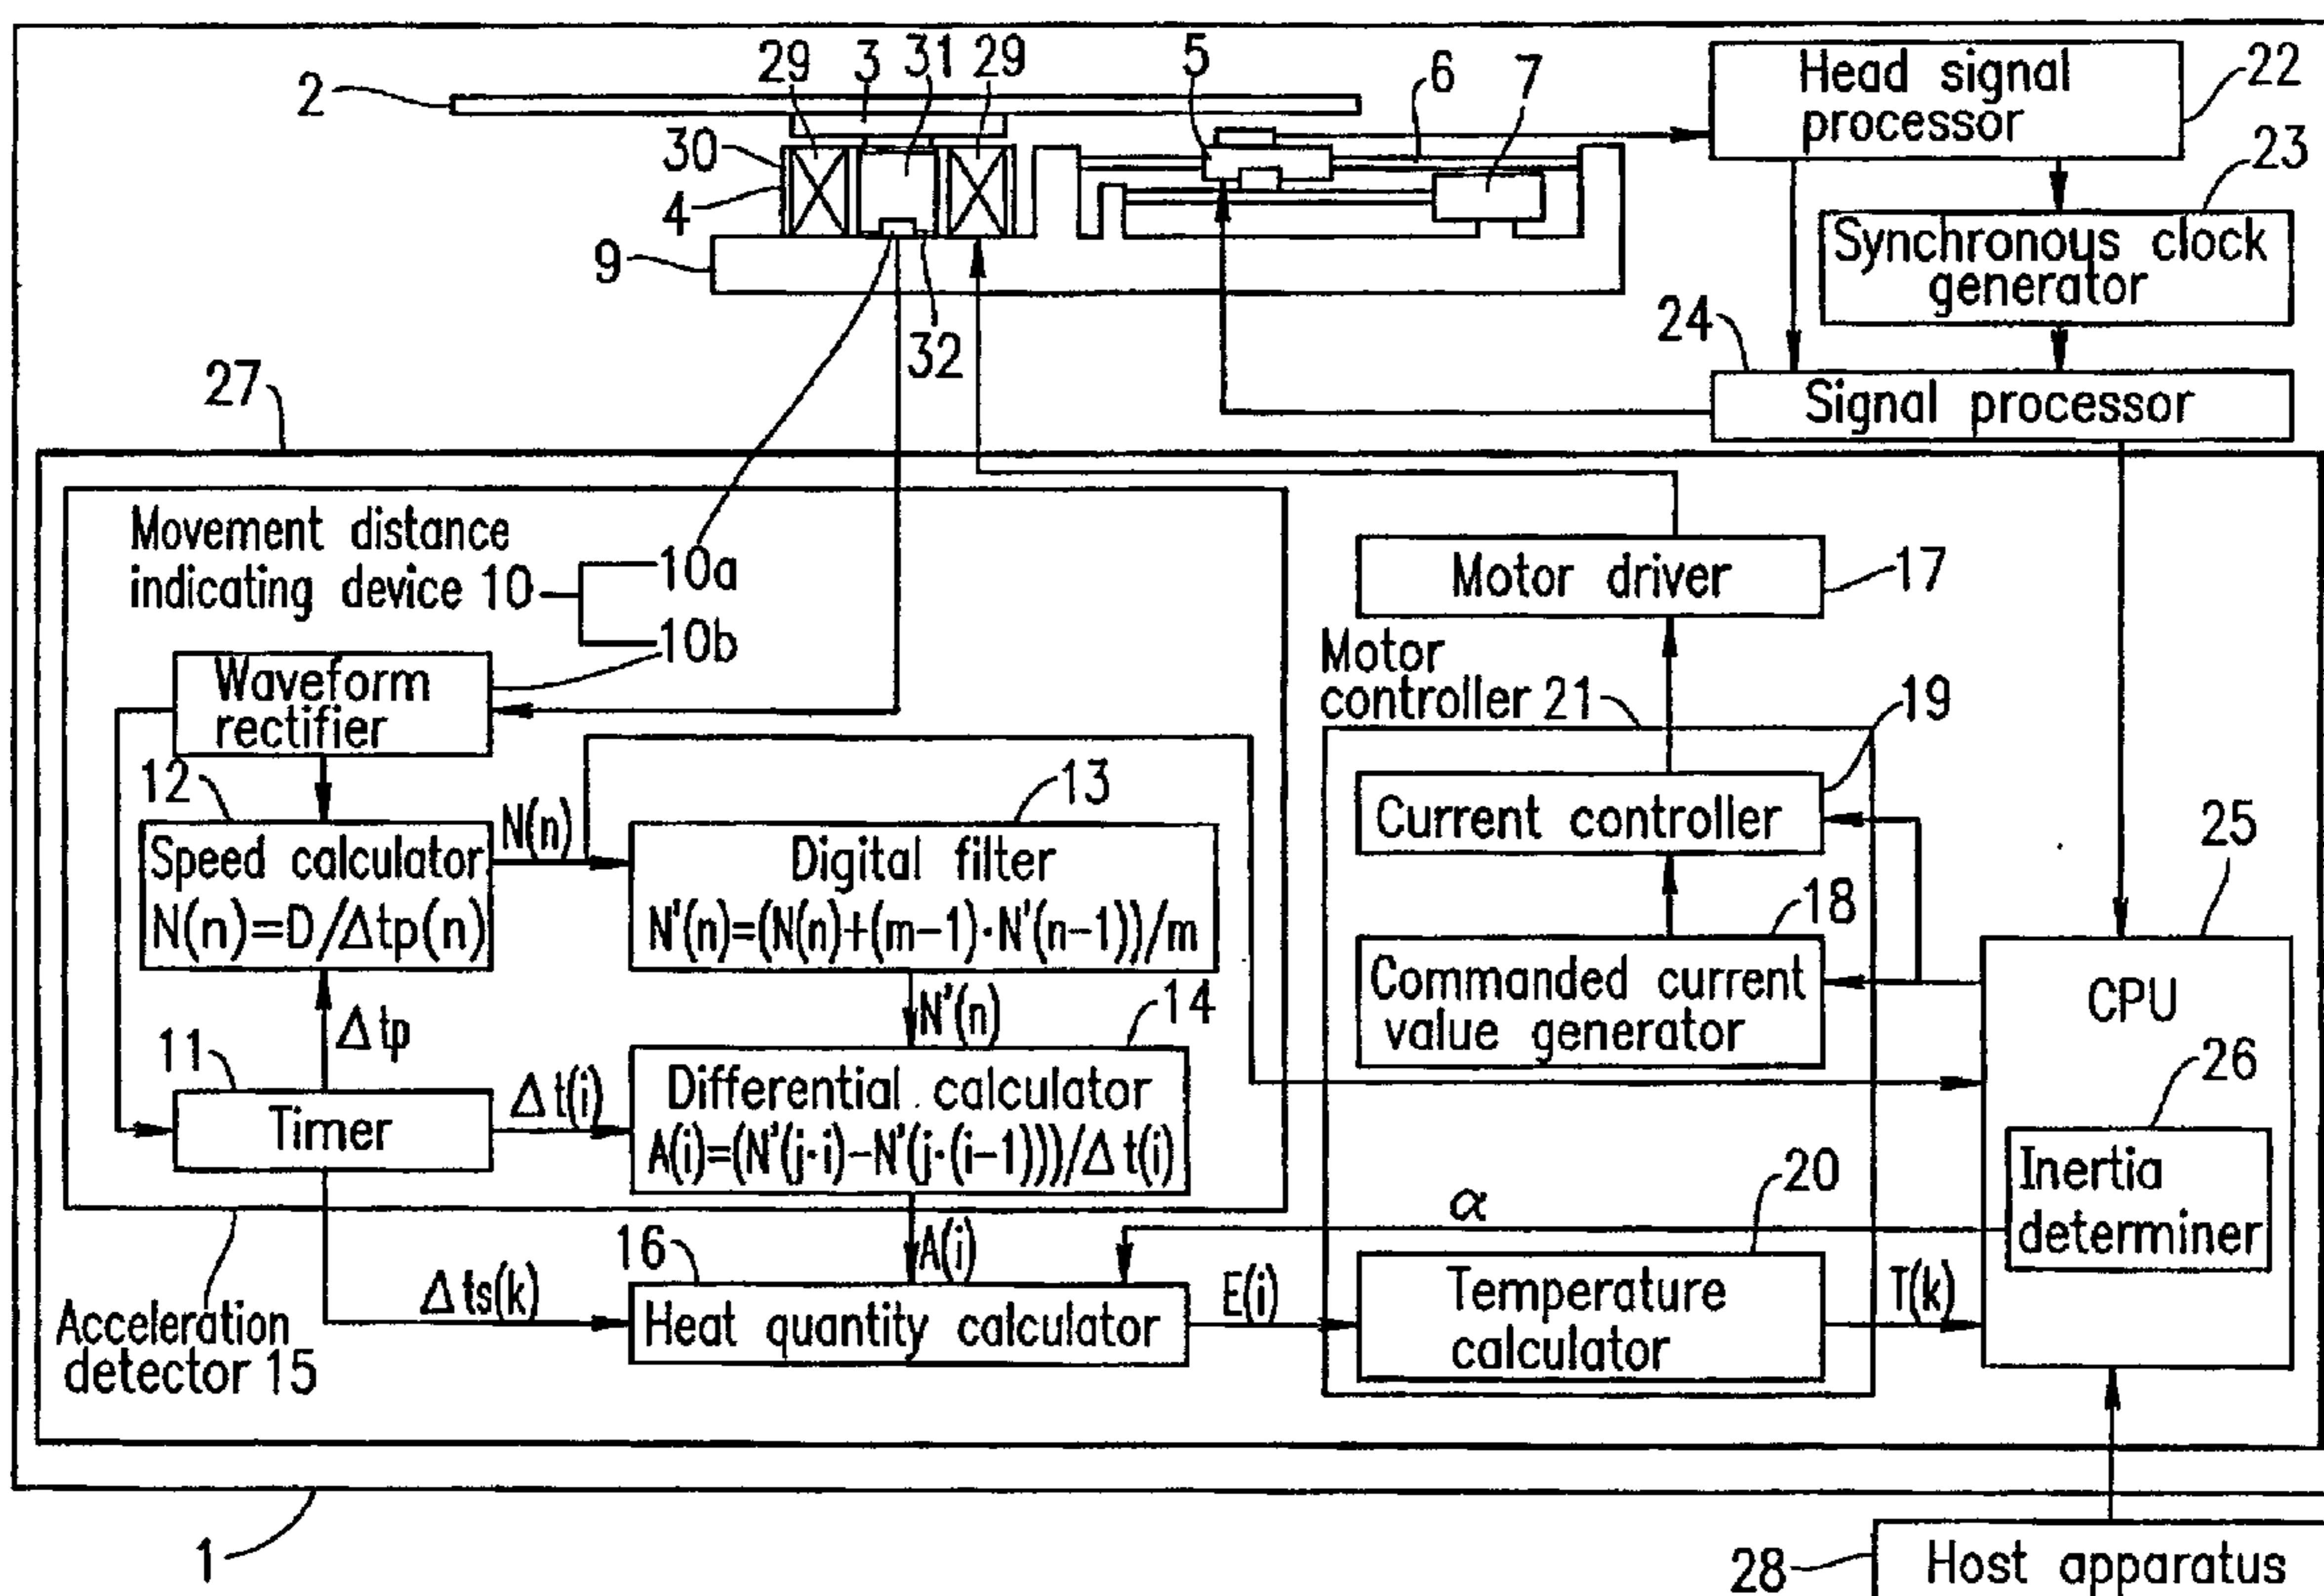 2
29
3
31
29
5
6
7
Head signal
processor
22
30
4
23
Synchronous clock
generator
9
32
24
Signal processor
27
Movement distance
indicating device 10
10a
10b
Motor driver
17
Waveform
rectifier
Motor
controller 21
19
12
N(n)
13
Speed calculator
N(n)=D/Δtp(n)
Digital filter
N'(n)=(N(n)+(m-1)·N'(n-1))/m
Current controller
18
25
Commanded current
value generator
CPU
Δtp
N'(n)
14
11
Timer
Δt(i)
Differential calculator
A(i)=(N'(j·i)-N'(j·(i-1)))/Δt(i)
26
Inertia
determiner
α
20
16
A(i)
Δts(k)
Heat quantity calculator
E(i)
Temperature
calculator
T(k)
Acceleration
detector 15
1
28
Host apparatus